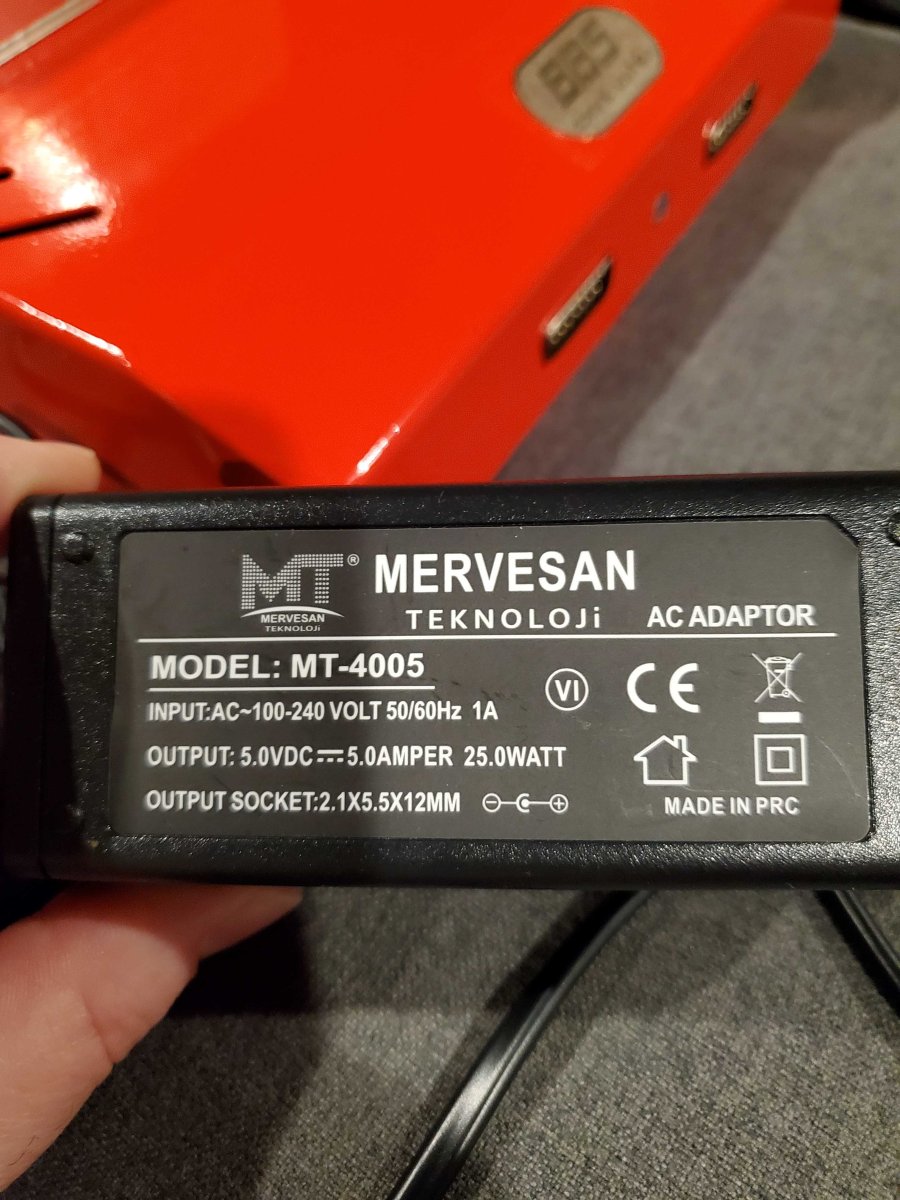 BBS
MT®
MERVESAN
TEKNOLOJi
MERVESAN
TEKNOLOJi
AC ADAPTOR
MODEL: MT-4005
INPUT:AC~100-240 VOLT 50/60Hz 1A
VI
CE
OUTPUT: 5.0VDC⎓5.0AMPER 25.0WATT
OUTPUT SOCKET:2.1X5.5X12MM
MADE IN PRC